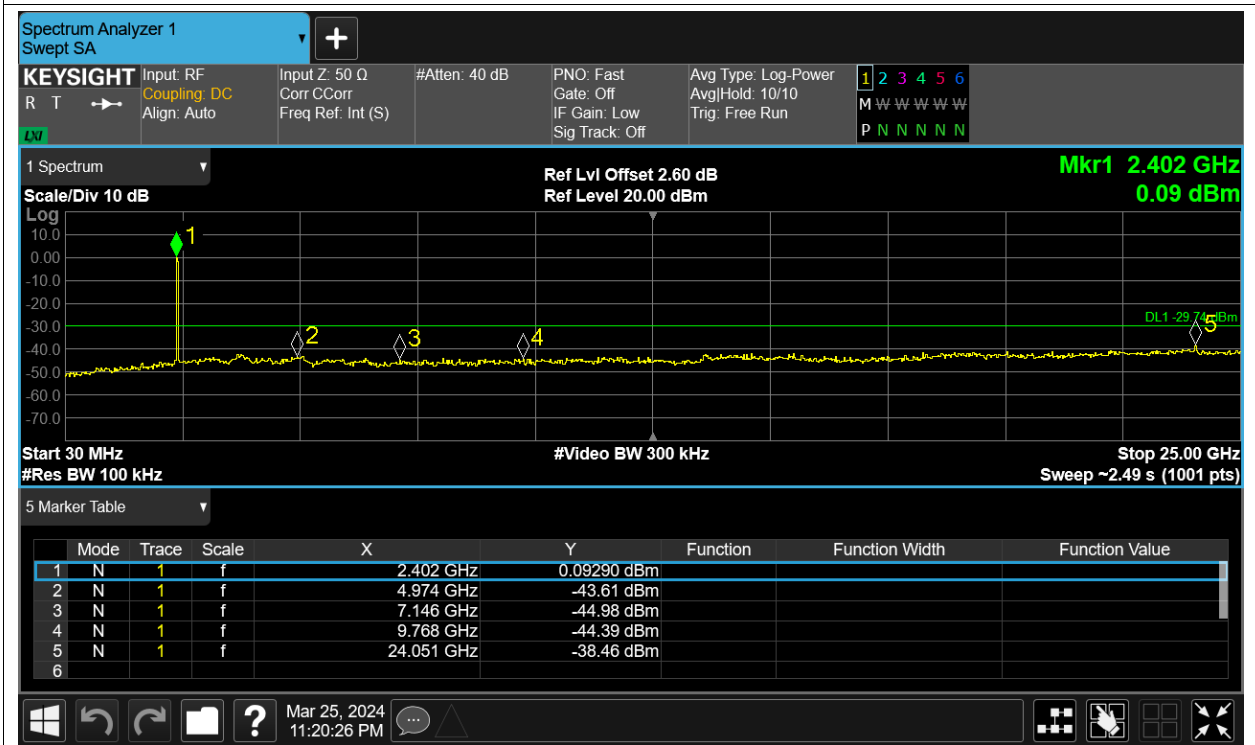 Spectrum Analyzer 1
Swept SA
KEYSIGHT
R T
LXI
Input: RF
Coupling: DC
Align: Auto
Input Z: 50 Ω
Corr CCorr
Freq Ref: Int (S)
#Atten: 40 dB
PNO: Fast
Gate: Off
IF Gain: Low
Sig Track: Off
Avg Type: Log-Power
Avg|Hold: 10/10
Trig: Free Run
1 2 3 4 5 6
M W W W W W
P N N N N N
1 Spectrum
Scale/Div 10 dB
Ref Lvl Offset 2.60 dB
Ref Level 20.00 dBm
Mkr1 2.402 GHz
0.09 dBm
Log
10.0
0.00
-10.0
-20.0
-30.0
-40.0
-50.0
-60.0
-70.0
1
2
3
4
5
DL1 -29.74 dBm
Start 30 MHz
#Video BW 300 kHz
Stop 25.00 GHz
#Res BW 100 kHz
Sweep ~2.49 s (1001 pts)
5 Marker Table
Mode Trace Scale X Y Function Function Width Function Value
1 N 1 f 2.402 GHz 0.09290 dBm
2 N 1 f 4.974 GHz -43.61 dBm
3 N 1 f 7.146 GHz -44.98 dBm
4 N 1 f 9.768 GHz -44.39 dBm
5 N 1 f 24.051 GHz -38.46 dBm
6
?
Mar 25, 2024
11:20:26 PM